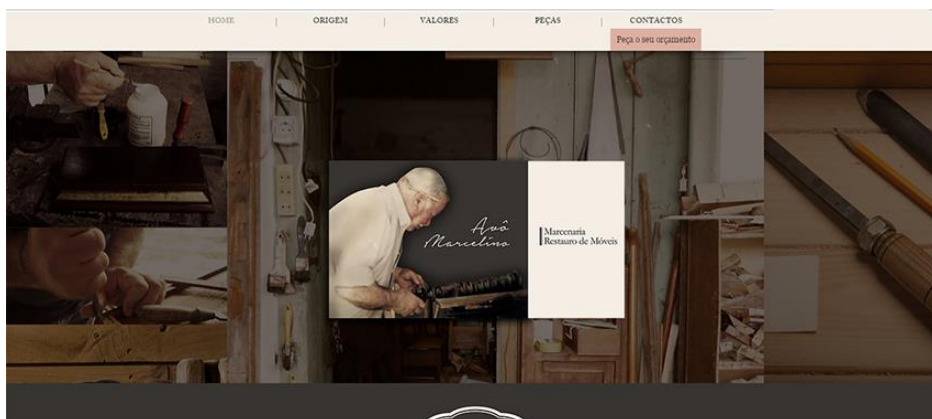 HOME | ORIGEM | VALORES | PEÇAS | CONTACTOS
Peça o seu orçamento
Avô
Marcelino
Marcenaria
Restauro de Móveis